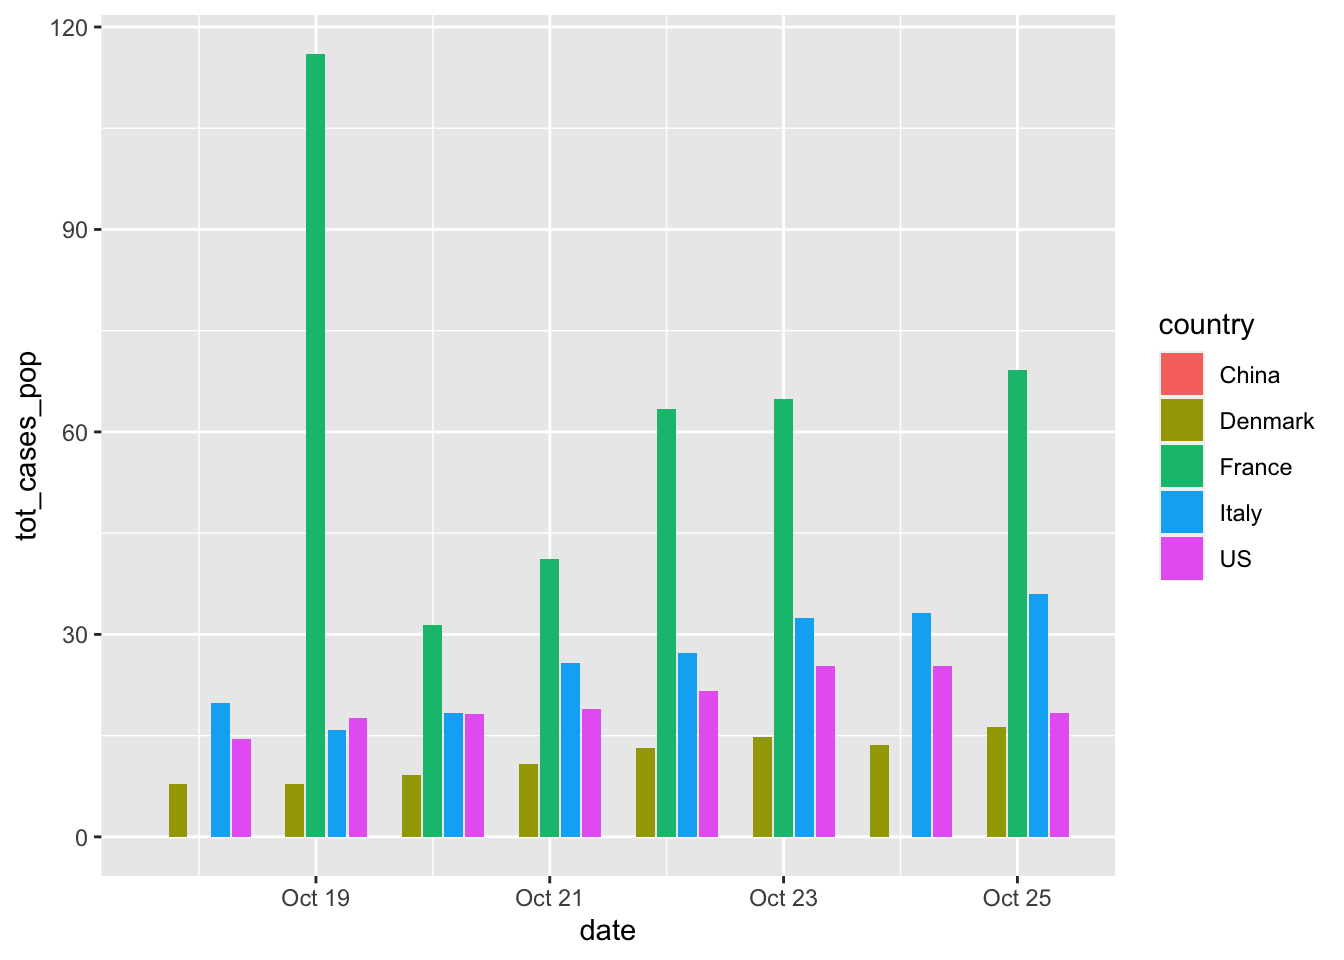 120
90
60
30
0
tot_cases_pop
Oct 19
Oct 21
Oct 23
Oct 25
date
country
China
Denmark
France
Italy
US